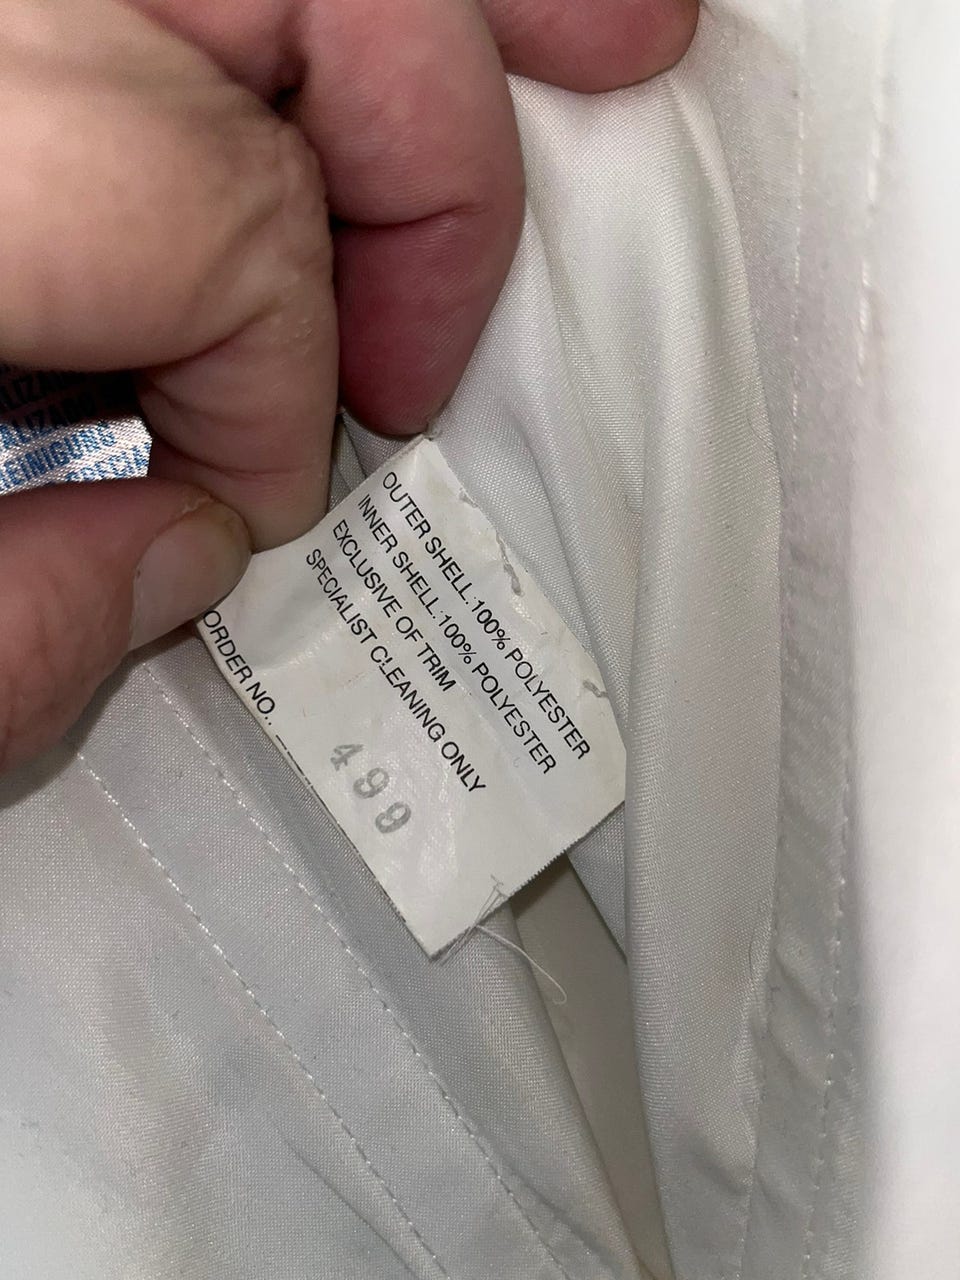 OUTER SHELL:100% POLYESTER
INNER SHELL:100% POLYESTER
EXCLUSIVE OF TRIM
SPECIALIST CLEANING ONLY
ORDER NO..
499